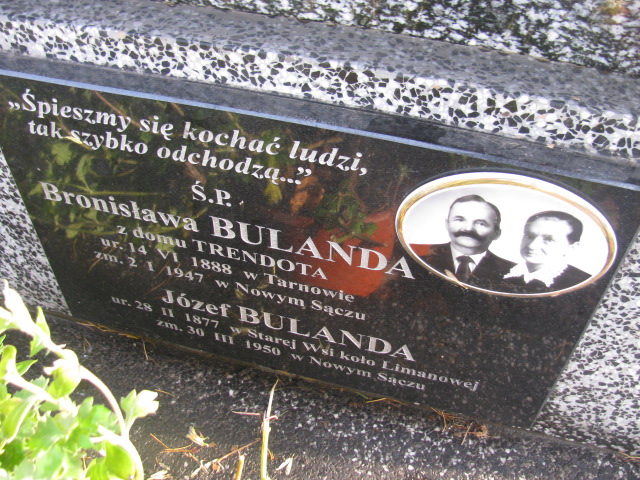 „Śpieszmy się kochać ludzi,
tak szybko odchodzą...”
Ś.P.
Bronisława BULANDA
z domu TRENDOTA
ur. 14 VI 1888 w Tarnowie
zm. 2 I 1947 w Nowym Sączu
Józef BULANDA
ur. 28 II 1877 w Starej Wsi koło Limanowej
zm. 30 III 1950 w Nowym Sączu